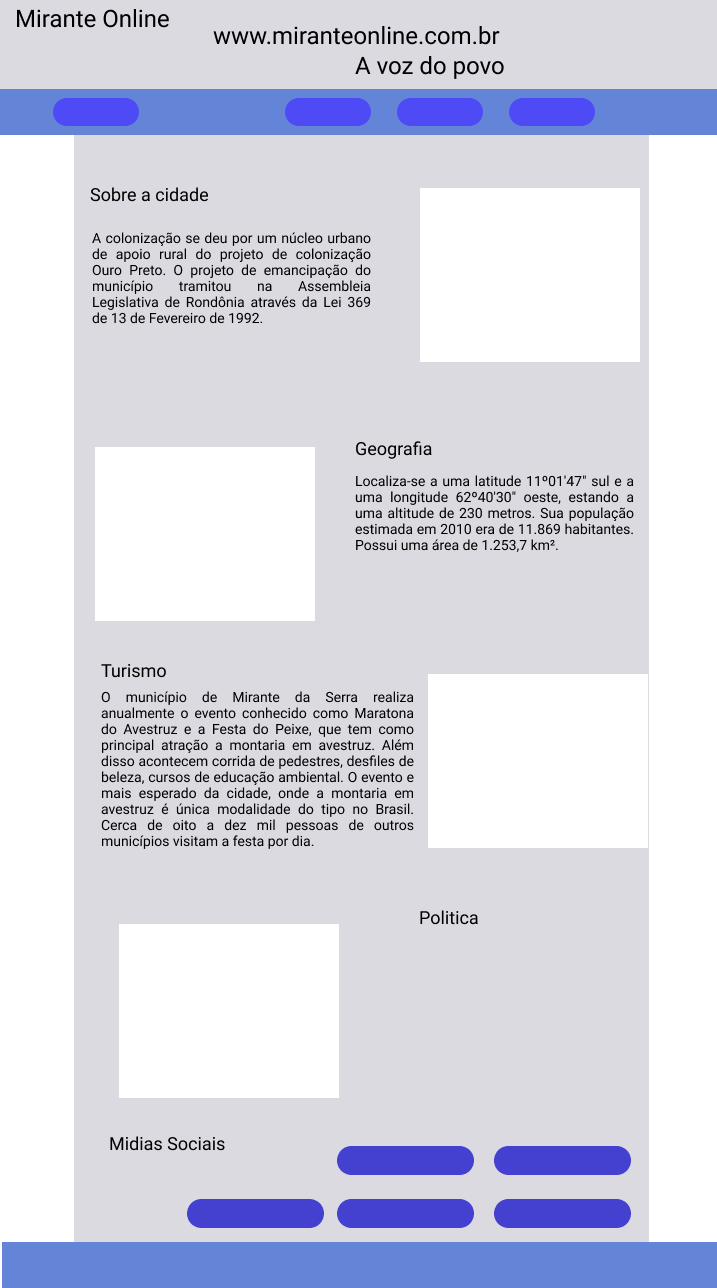 Mirante Online
www.miranteonline.com.br
A voz do povo
Sobre a cidade
A colonização se deu por um núcleo urbano
de apoio rural do projeto de colonização
Ouro Preto. O projeto de emancipação do
município tramitou na Assembleia
Legislativa de Rondônia através da Lei 369
de 13 de Fevereiro de 1992.
Geografia
Localiza-se a uma latitude 11º01'47" sul e a
uma longitude 62º40'30" oeste, estando a
uma altitude de 230 metros. Sua população
estimada em 2010 era de 11.869 habitantes.
Possui uma área de 1.253,7 km².
Turismo
O município de Mirante da Serra realiza
anualmente o evento conhecido como Maratona
do Avestruz e a Festa do Peixe, que tem como
principal atração a montaria em avestruz. Além
disso acontecem corrida de pedestres, desfiles de
beleza, cursos de educação ambiental. O evento e
mais esperado da cidade, onde a montaria em
avestruz é única modalidade do tipo no Brasil.
Cerca de oito a dez mil pessoas de outros
municípios visitam a festa por dia.
Politica
Midias Sociais